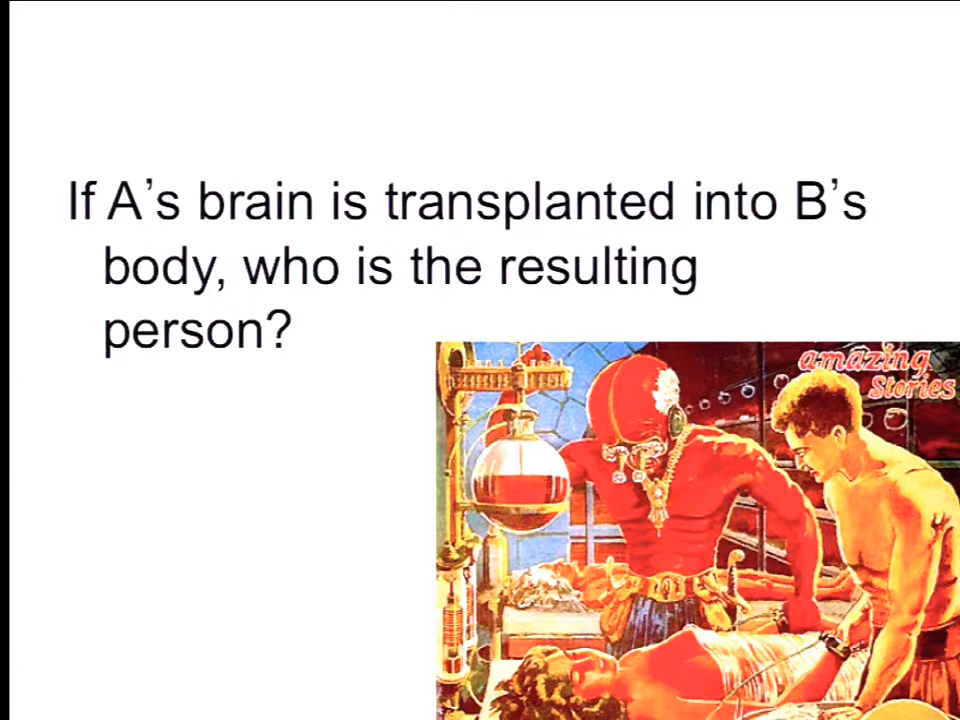 If A’s brain is transplanted into B’s
body, who is the resulting
person?
amazing
Stories